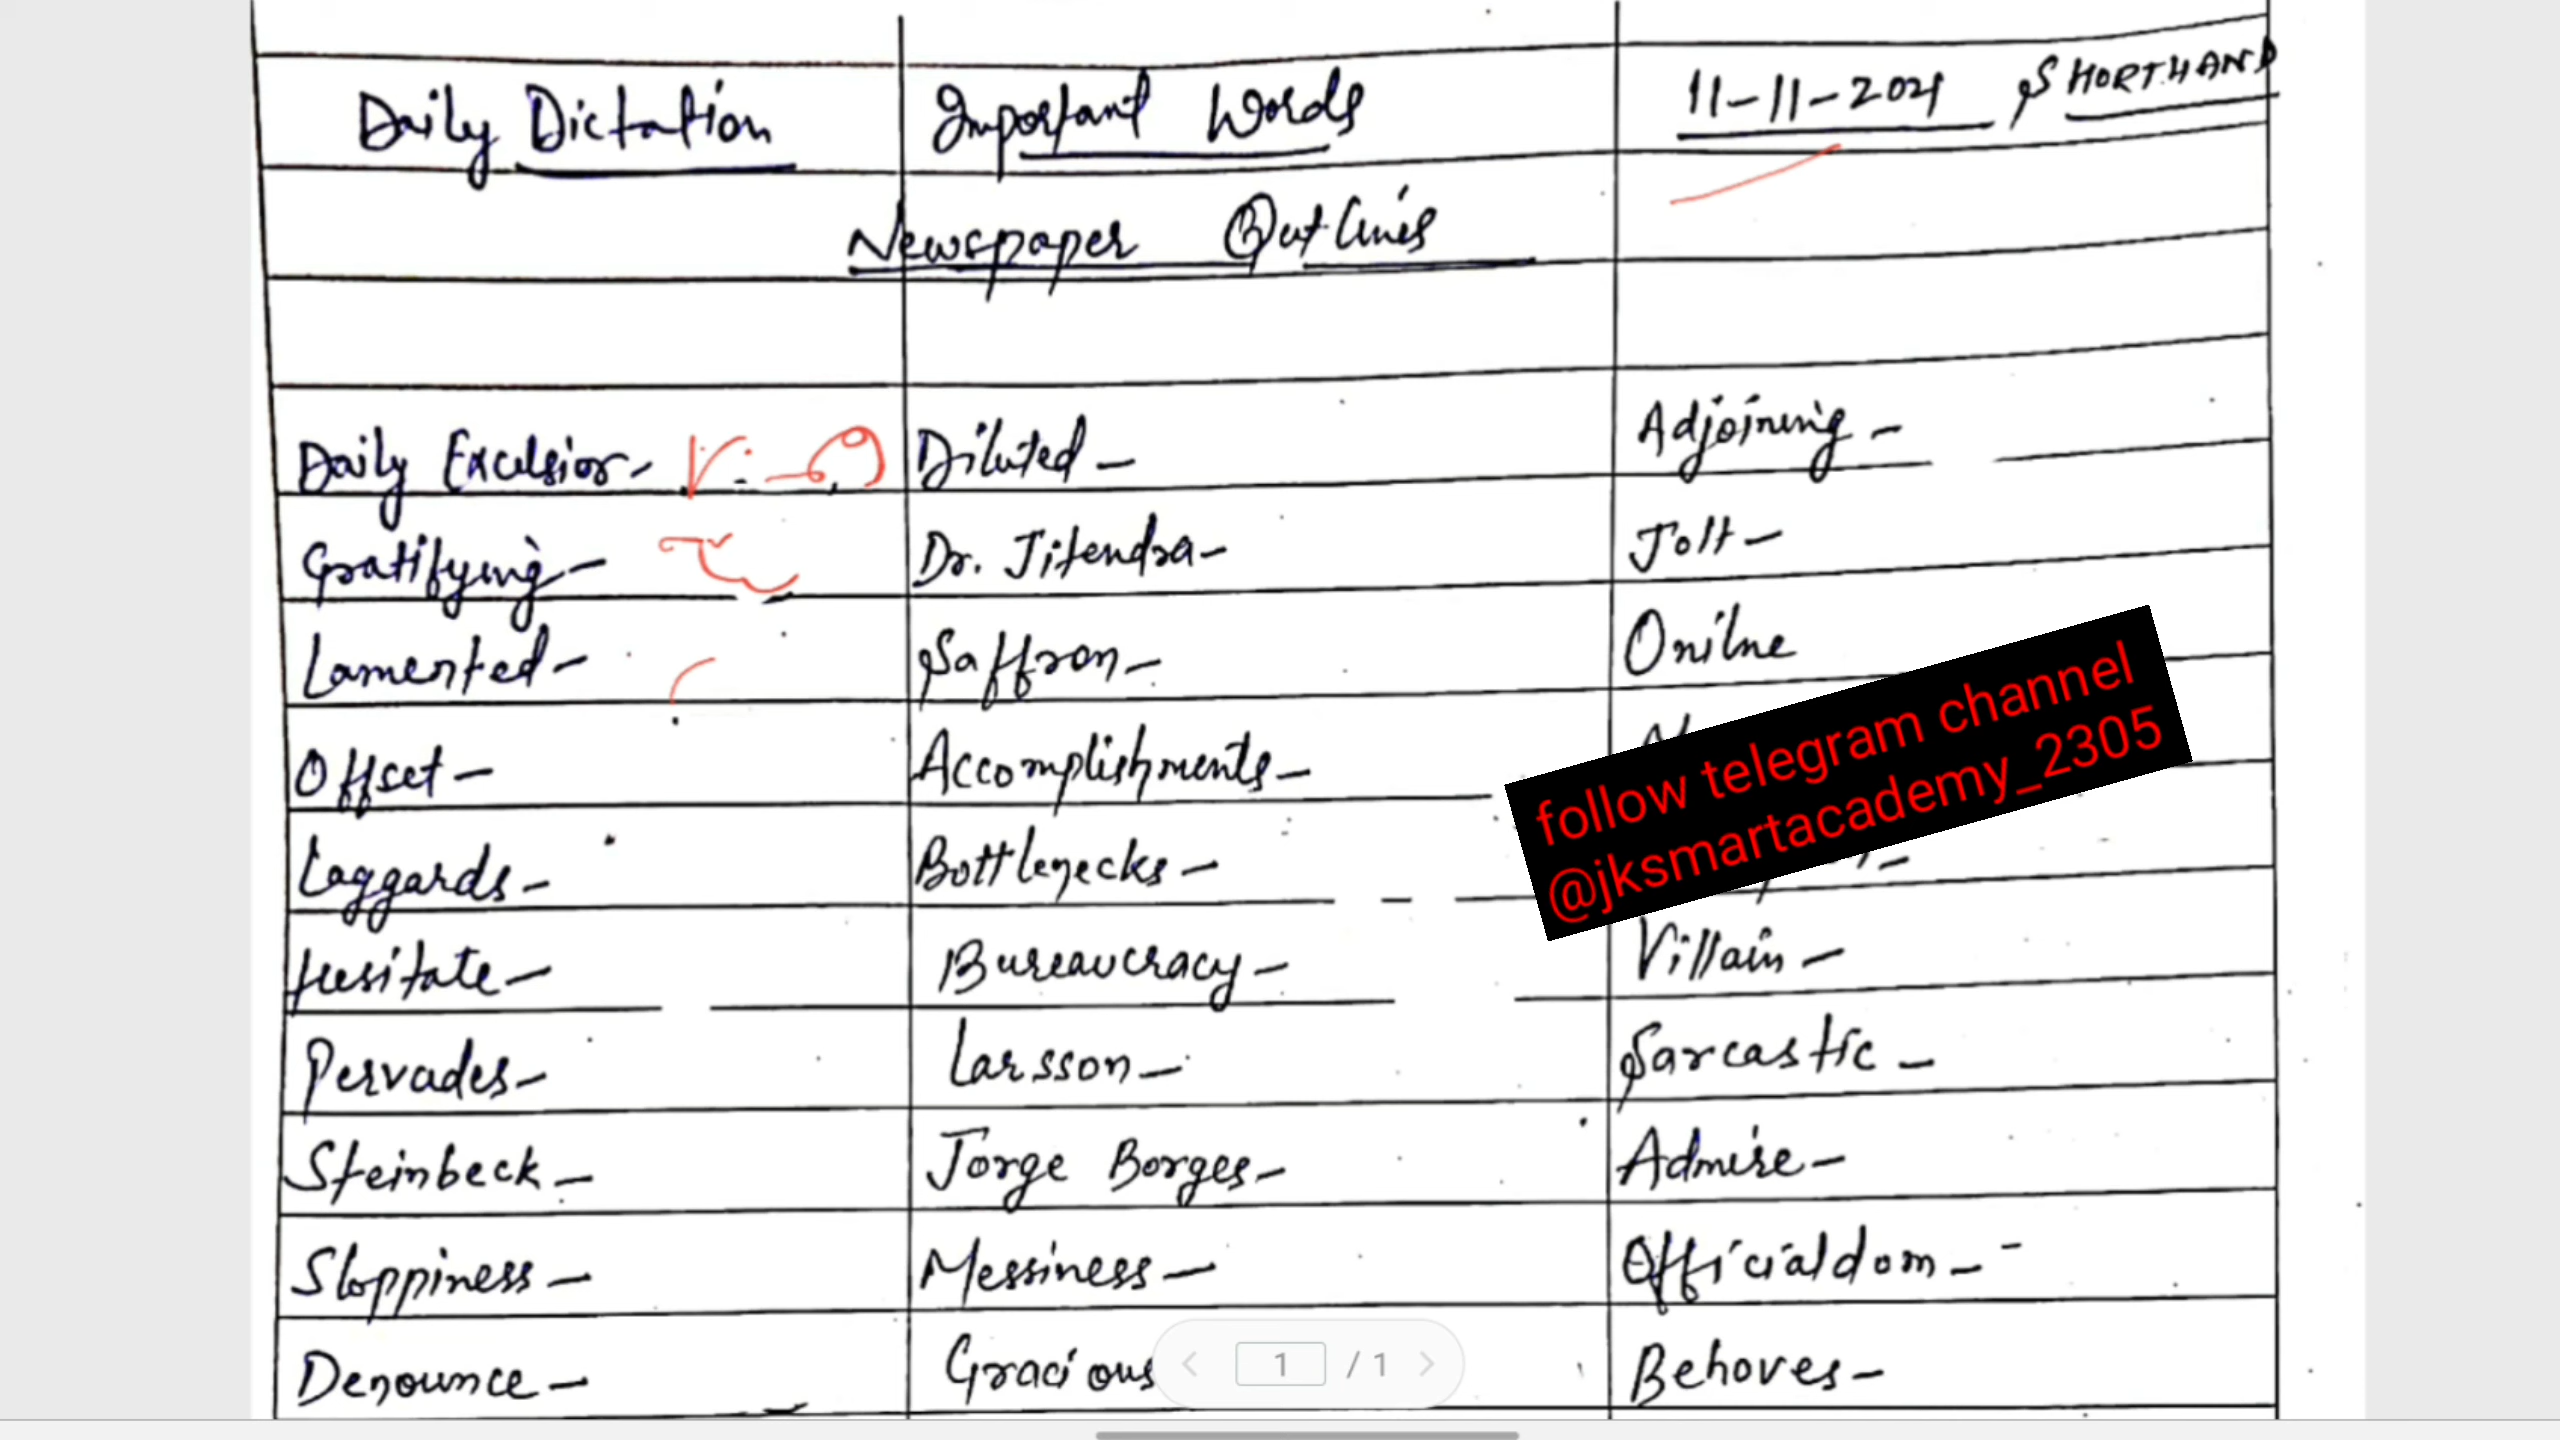 Daily Dictation Important Words 11-11-2021 SHORTHAND
Newspaper Outlines
Daily Excelsior- Diluted - Adjoining -
Gratifying - Dr. Jitendra- Jolt -
Lamented - Saffron - Onilne
Offset - Accomplishments -
Laggards - Bottlenecks -
Hesitate - Bureaucracy - Villain -
Pervades - Larsson - Sarcastic -
Steinbeck - Jorge Borges- Admire -
Sloppiness - Messiness - Officialdom - -
Denounce - Gracious Behoves -
follow telegram channel
@jksmartacademy_2305
1 / 1